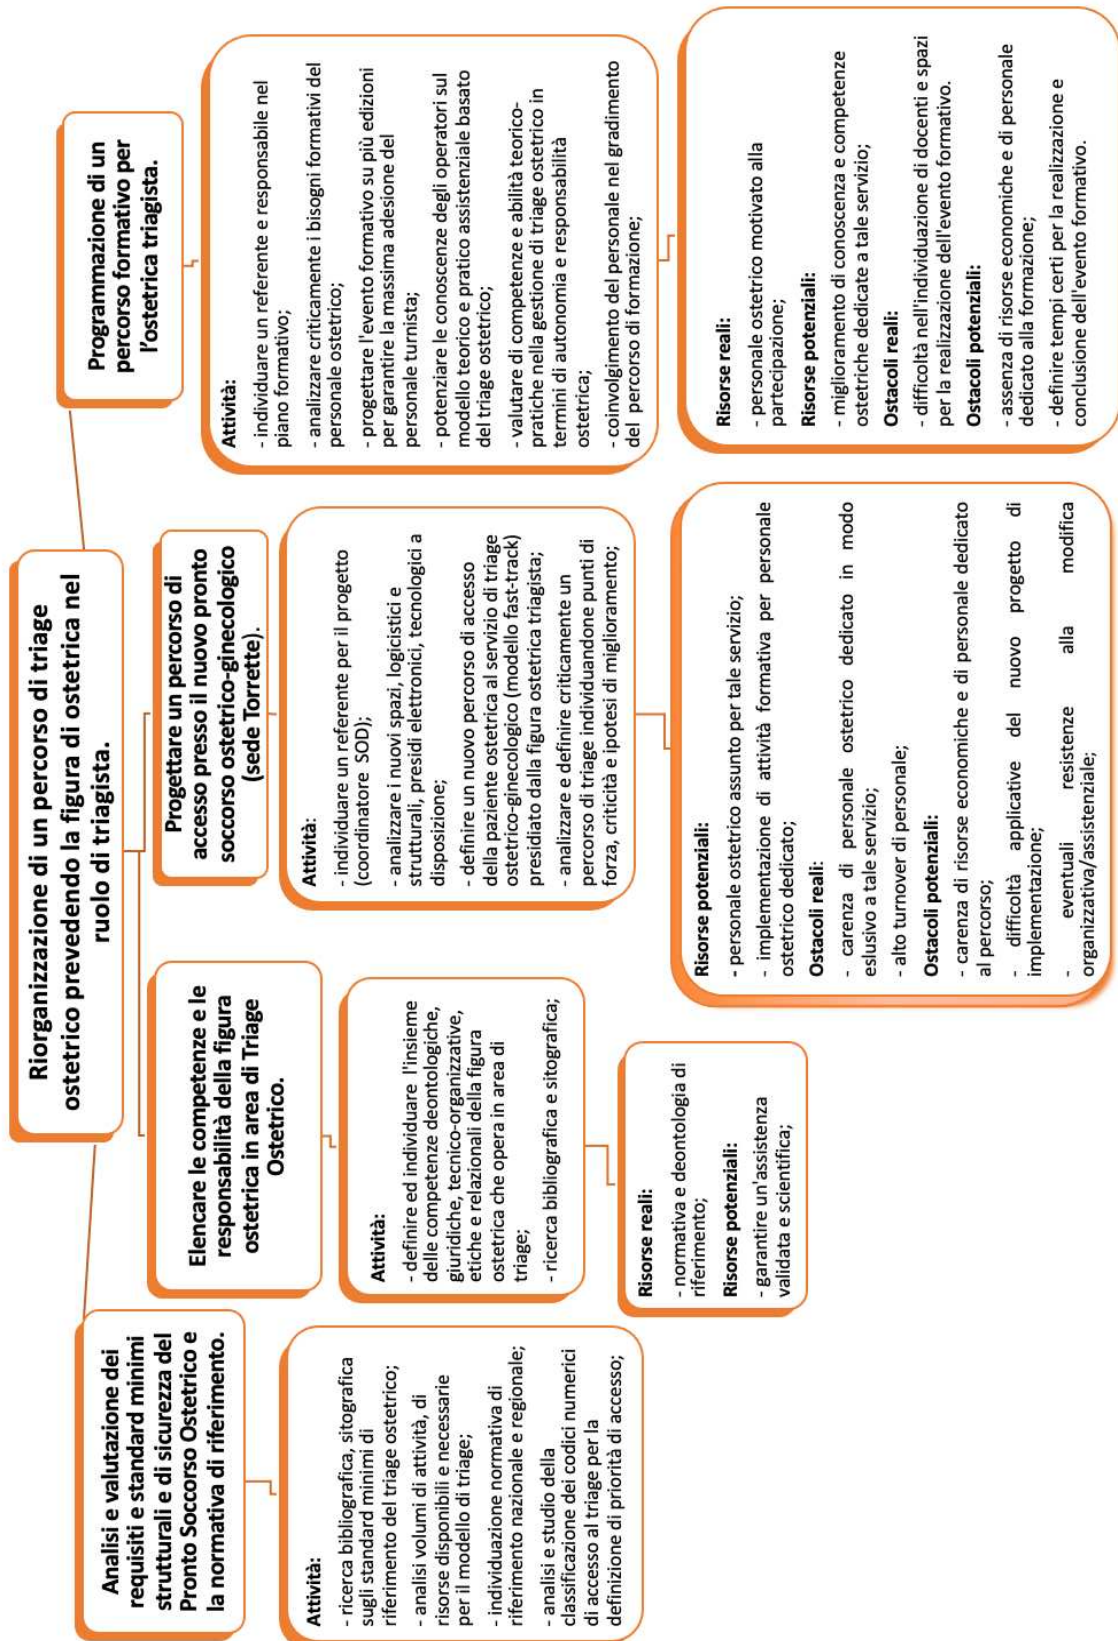 Riorganizzazione di un percorso di triage
ostetrico prevedendo la figura di ostetrica nel
ruolo di triagista.
Analisi e valutazione dei
requisiti e standard minimi
strutturali e di sicurezza del
Pronto Soccorso Ostetrico e
la normativa di riferimento.
Attività:
- ricerca bibliografica, sitografica
sugli standard minimi di
riferimento del triage ostetrico;
- analisi volumi di attività, di
risorse disponibili e necessarie
per il modello di triage;
- individuazione normativa di
riferimento nazionale e regionale;
- analisi e studio della
classificazione dei codici numerici
di accesso al triage per la
definizione di priorità di accesso;
Elencare le competenze e le
responsabilità della figura
ostetrica in area di Triage
Ostetrico.
Attività:
- definire ed individuare l'insieme
delle competenze deontologiche,
giuridiche, tecnico-organizzative,
etiche e relazionali della figura
ostetrica che opera in area di
triage;
- ricerca bibliografica e sitografica;
Risorse reali:
- normativa e deontologia di
riferimento;
Risorse potenziali:
- garantire un'assistenza
validata e scientifica;
Progettare un percorso di
accesso presso il nuovo pronto
soccorso ostetrico-ginecologico
(sede Torrette).
Attività:
- individuare un referente per il progetto
(coordinatore SOD);
- analizzare i nuovi spazi, logicistici e
strutturali, presidi elettronici, tecnologici a
disposizione;
- definire un nuovo percorso di accesso
della paziente ostetrica al servizio di triage
ostetrico-ginecologico (modello fast-track)
presidiato dalla figura ostetrica triagista;
- analizzare e definire criticamente un
percorso di triage individuandone punti di
forza, criticità e ipotesi di miglioramento;
Risorse potenziali:
- personale ostetrico assunto per tale servizio;
- implementazione di attività formativa per personale
ostetrico dedicato;
Ostacoli reali:
- carenza di personale ostetrico dedicato in modo
eslusivo a tale servizio;
- alto turnover di personale;
Ostacoli potenziali:
- carenza di risorse economiche e di personale dedicato
al percorso;
- difficoltà applicative del nuovo progetto di
implementazione;
- eventuali resistenze alla modifica
organizzativa/assistenziale;
Programmazione di un
percorso formativo per
l'ostetrica triagista.
Attività:
- individuare un referente e responsabile nel
piano formativo;
- analizzare criticamente i bisogni formativi del
personale ostetrico;
- progettare l'evento formativo su più edizioni
per garantire la massima adesione del
personale turnista;
- potenziare le conoscenze degli operatori sul
modello teorico e pratico assistenziale basato
del triage ostetrico;
- valutare di competenze e abilità teorico-
pratiche nella gestione di triage ostetrico in
termini di autonomia e responsabilità
ostetrica;
- coinvolgimento del personale nel gradimento
del percorso di formazione;
Risorse reali:
- personale ostetrico motivato alla
partecipazione;
Risorse potenziali:
- miglioramento di conoscenza e competenze
ostetriche dedicate a tale servizio;
Ostacoli reali:
- difficoltà nell'individuazione di docenti e spazi
per la realizzazione dell'evento formativo.
Ostacoli potenziali:
- assenza di risorse economiche e di personale
dedicato alla formazione;
- definire tempi certi per la realizzazione e
conclusione dell'evento formativo.